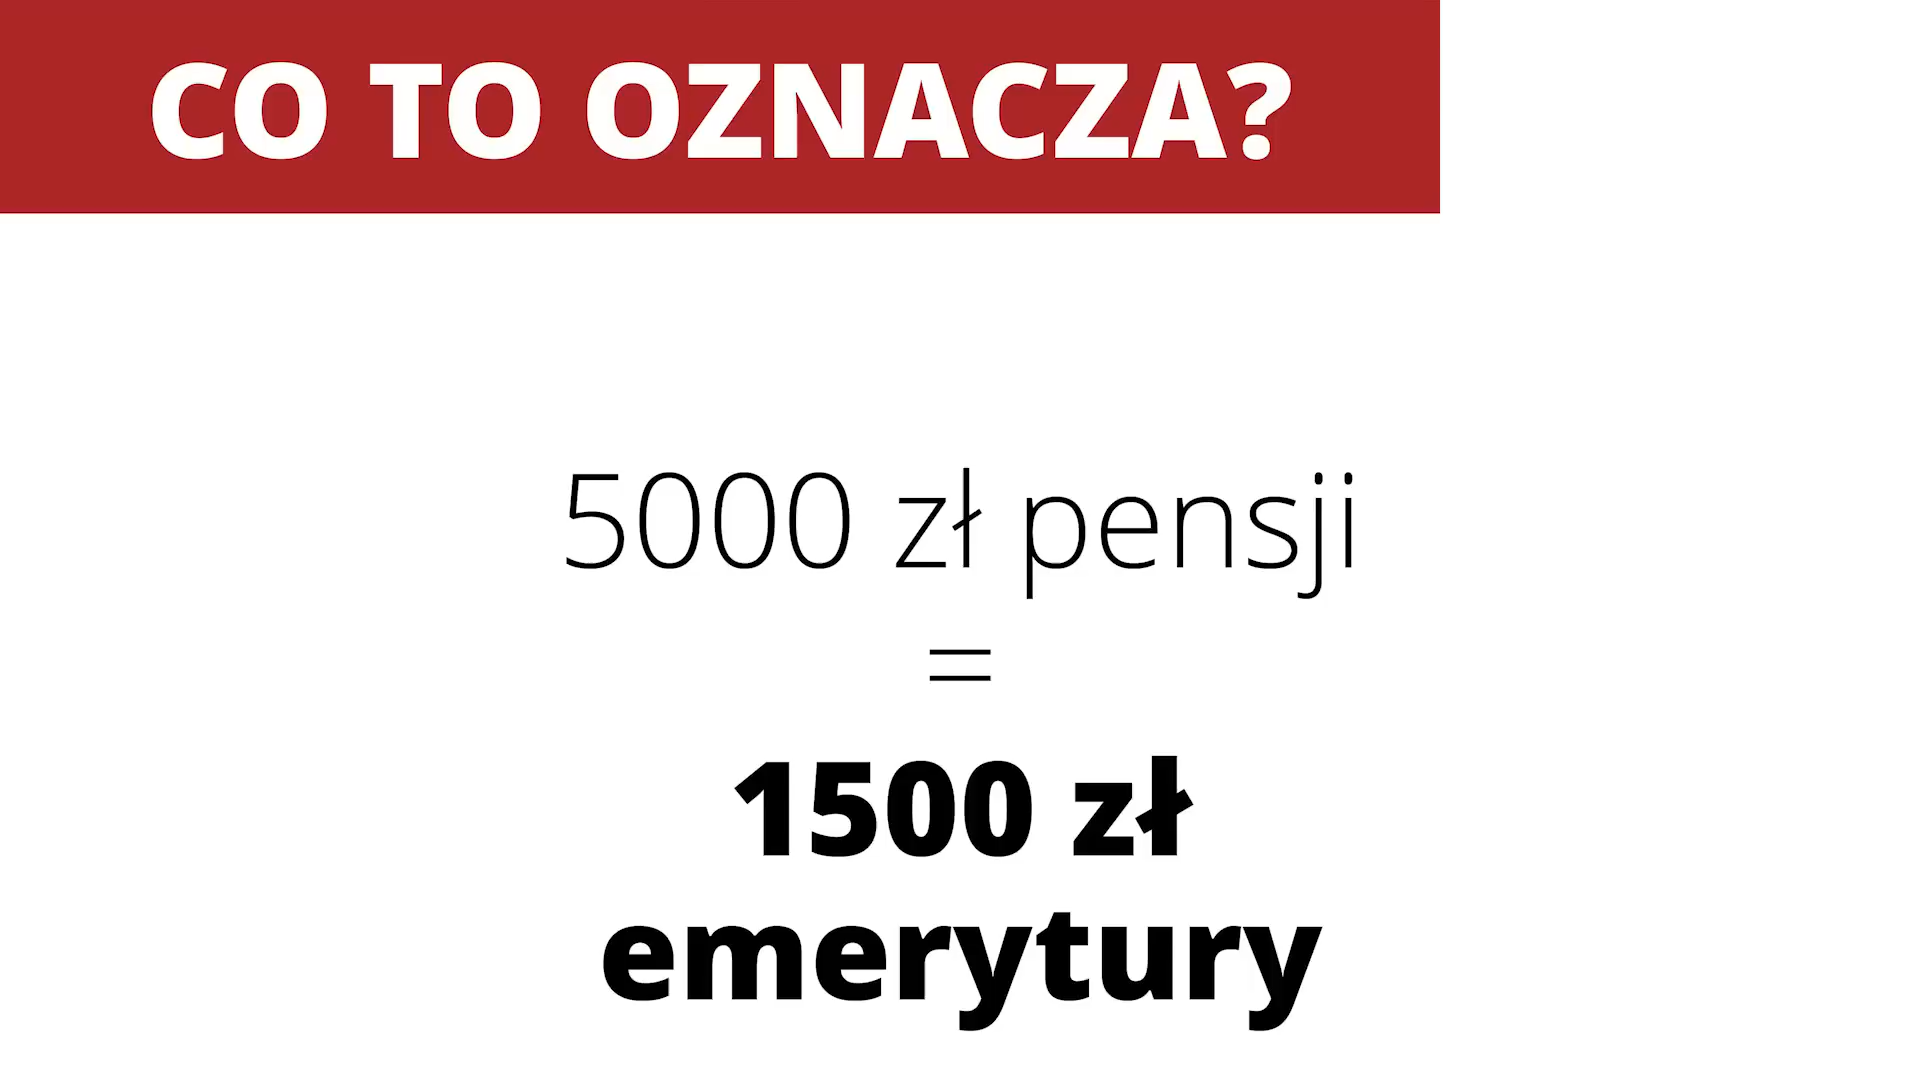 CO TO OZNACZA?
5000 zł pensji
=
1500 zł
emerytury